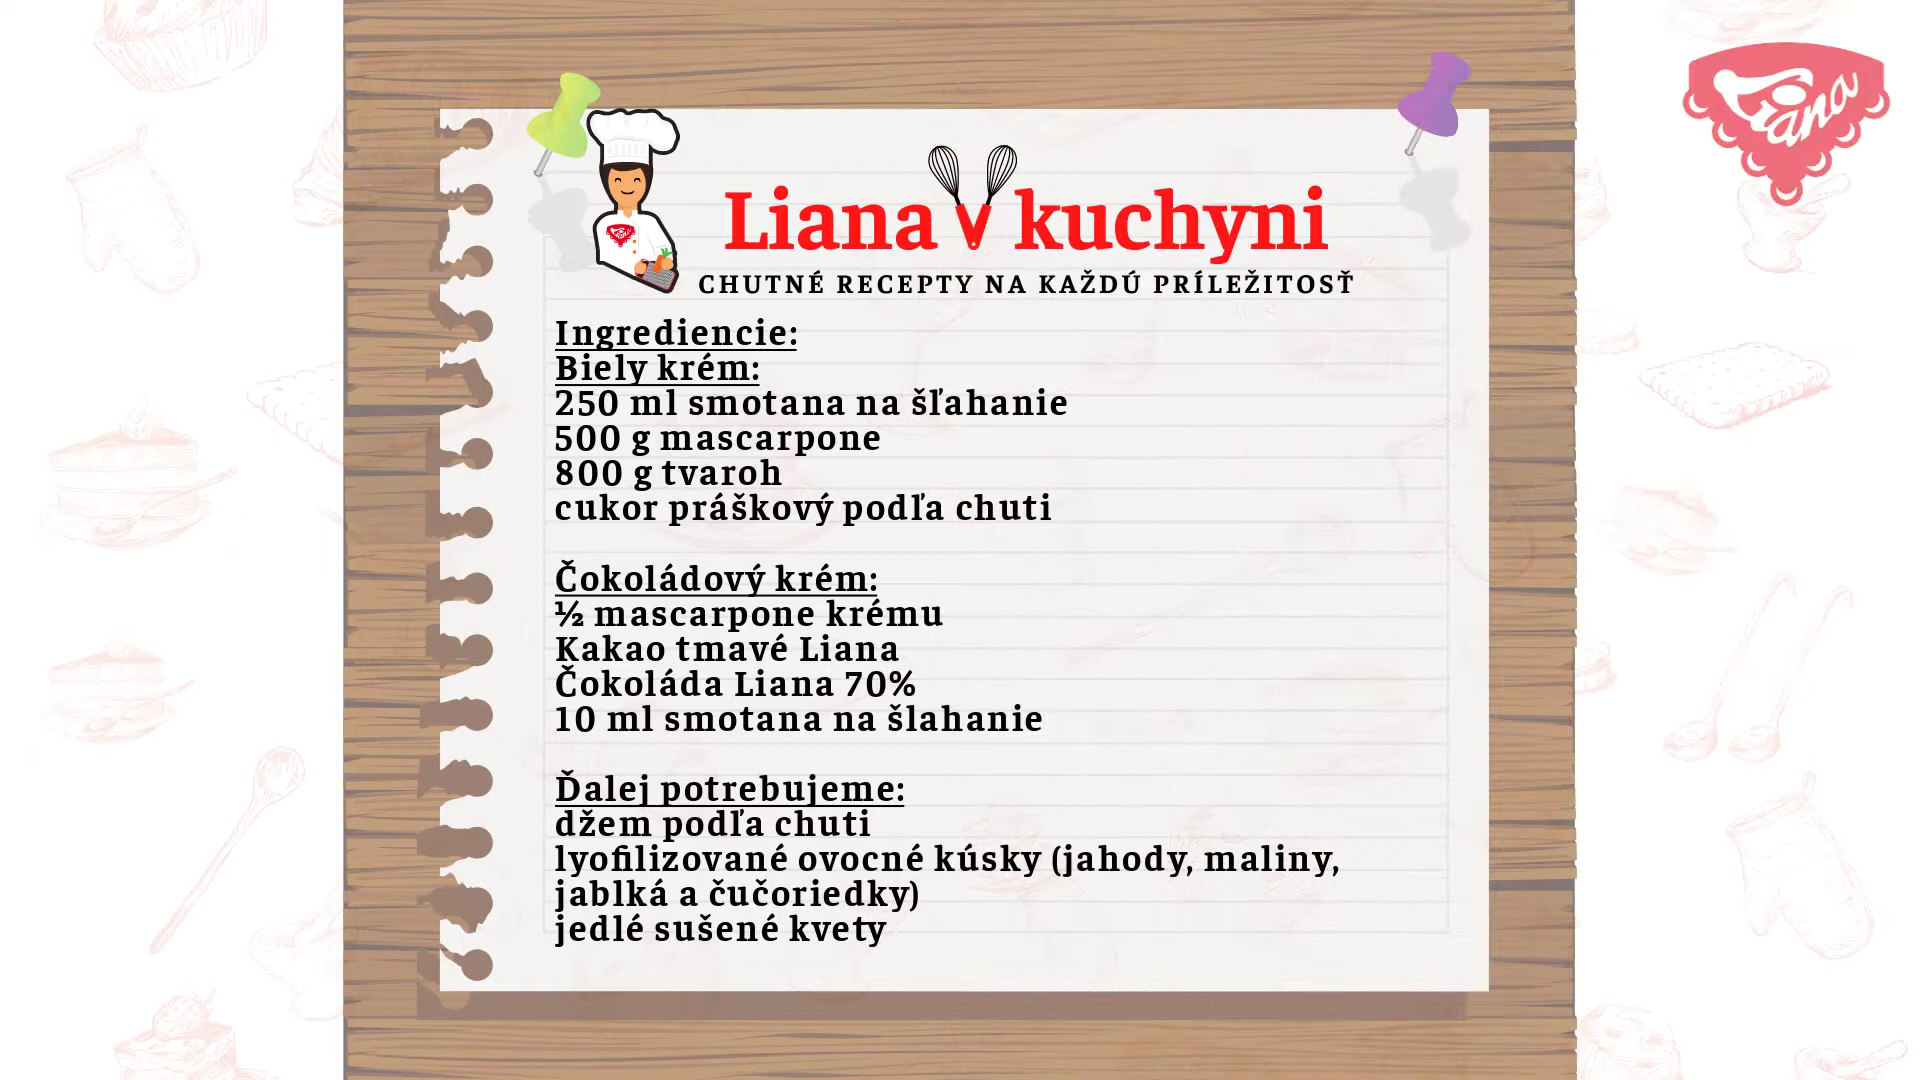 Liana
Liana v kuchyni
CHUTNÉ RECEPTY NA KAŽDÚ PRÍLEŽITOSŤ
Ingrediencie:
Biely krém:
250 ml smotana na šľahanie
500 g mascarpone
800 g tvaroh
cukor práškový podľa chuti
Čokoládový krém:
½ mascarpone krému
Kakao tmavé Liana
Čokoláda Liana 70%
10 ml smotana na šlahanie
Ďalej potrebujeme:
džem podľa chuti
lyofilizované ovocné kúsky (jahody, maliny,
jablká a čučoriedky)
jedlé sušené kvety